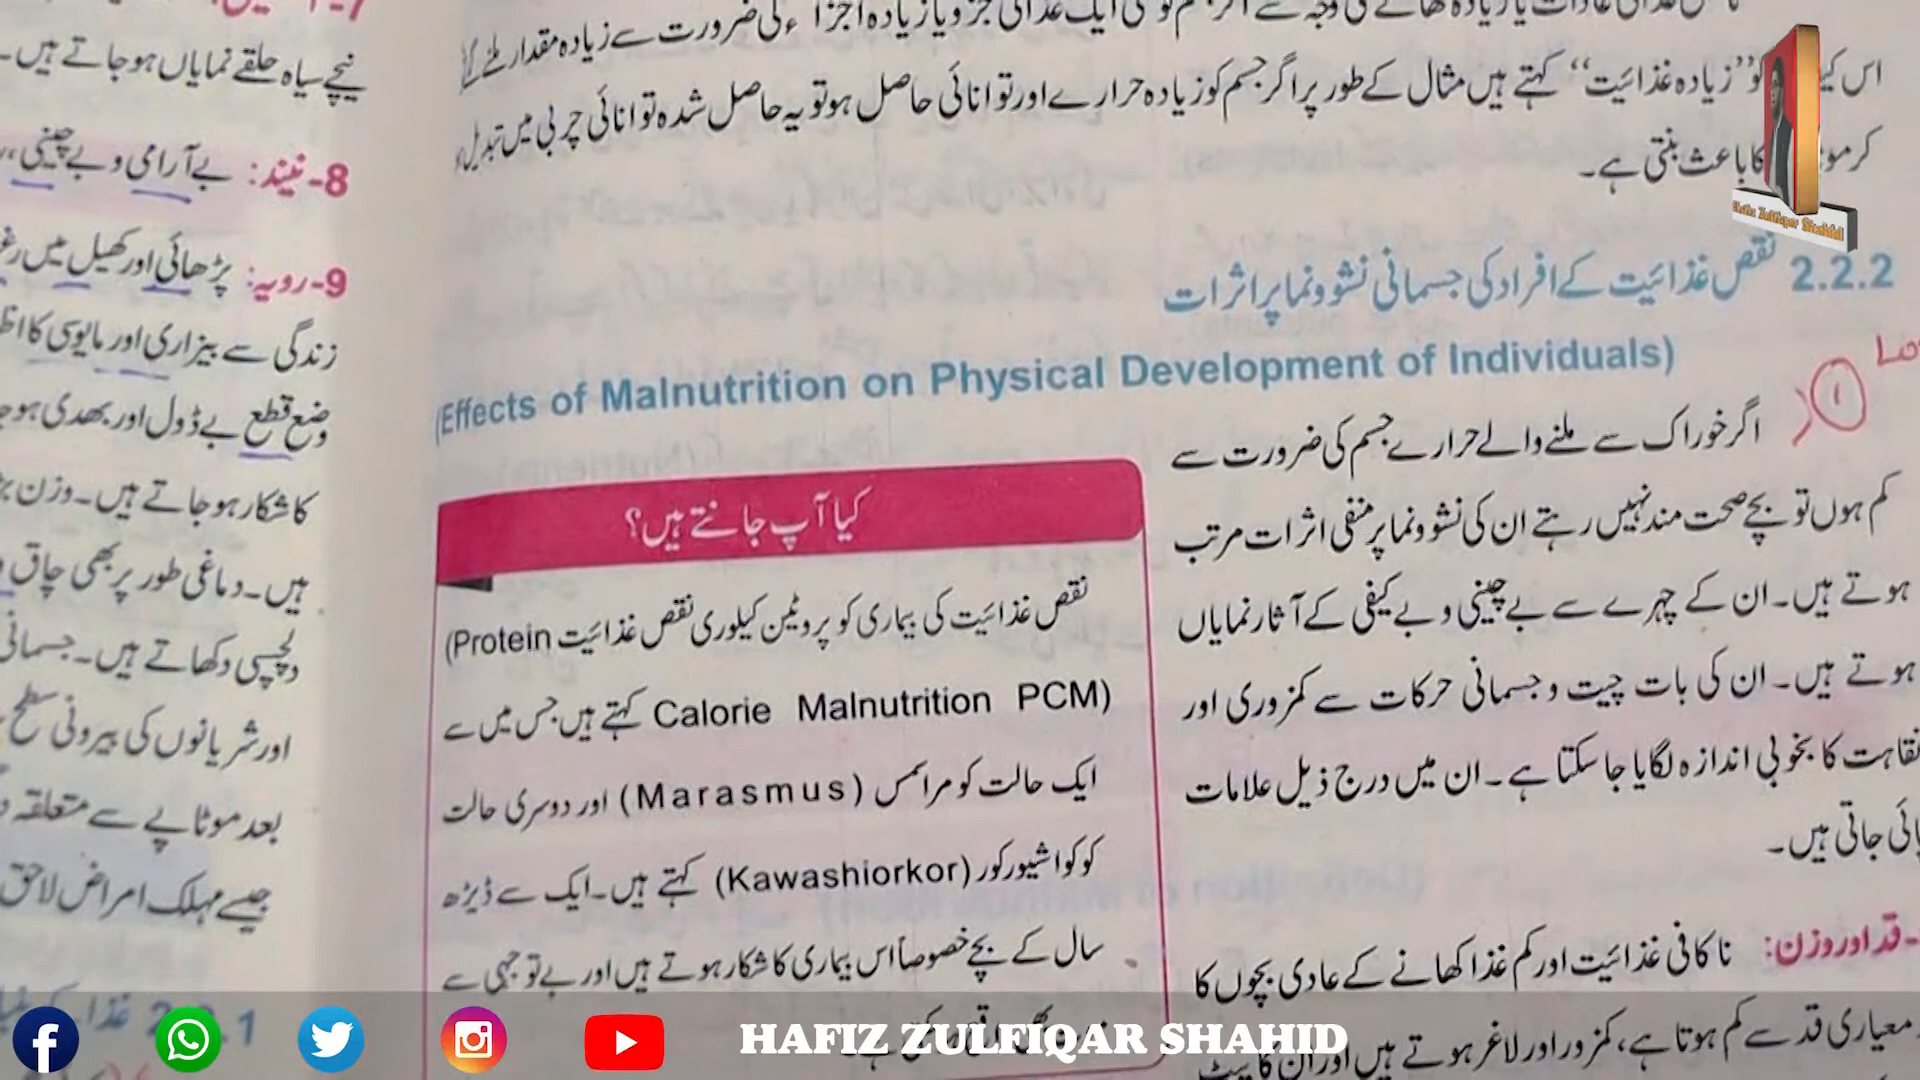 ضرورت سے زیادہ مقدار ملنے
اس کو ”زیادہ غذائیت“ کہتے ہیں مثال کے طور پر اگر جسم کو زیادہ حرارے اور توانائی حاصل ہو تو یہ حاصل شدہ توانائی چربی میں تبدیل
کر کا باعث بنتی ہے۔
2.2.2 نقص غذائیت کے افراد کی جسمانی نشوونما پر اثرات
(Effects of Malnutrition on Physical Development of Individuals)
اگر خوراک سے ملنے والے حرارے جسم کی ضرورت سے
کم ہوں تو بچے صحت مند نہیں رہتے ان کی نشوونما پر منفی اثرات مرتب
ہوتے ہیں۔ ان کے چہرے سے بے چینی و بے کیفی کے آثار نمایاں
ہوتے ہیں۔ ان کی بات چیت و جسمانی حرکات سے کمزوری اور
نقاہت کا بخوبی اندازہ لگایا جا سکتا ہے۔ ان میں درج ذیل علامات
پائی جاتی ہیں۔
-قد اور وزن: ناکافی غذائیت اور کم غذا کھانے کے عادی بچوں کا
معیاری قد سے کم ہوتا ہے، کمزور اور لاغر ہوتے ہیں اور ان کا پیٹ
کیا آپ جانتے ہیں؟
نقص غذائیت کی بیماری کو پروٹین کیلوری نقص غذائیت (Protein
Calorie Malnutrition PCM) کہتے ہیں جس میں سے
ایک حالت کو مراسمس (Marasmus) اور دوسری حالت
کو کواشیورکور (Kawashiorkor) کہتے ہیں۔ ایک سے ڈیڑھ
سال کے بچے خصوصاً اس بیماری کا شکار ہوتے ہیں اور بے توجہی سے
نیچے سیاہ حلقے نمایاں ہو جاتے ہیں۔
8-نیند: بے آرامی و بے چینی،
9-رویہ: پڑھائی اور کھیل میں
زندگی سے بیزاری اور مایوسی کا
وضع قطع بے ڈول اور بھدی ہو
کا شکار ہو جاتے ہیں۔ وزن
ہیں۔ دماغی طور پر بھی چاق
دلچسپی دکھاتے ہیں۔ جسمانی
اور شریانوں کی بیرونی سطح
بعد موٹاپے سے متعلقہ
جیسے مہلک امراض لاحق
Hafiz Zulfiqar Shahid
HAFIZ ZULFIQAR SHAHID